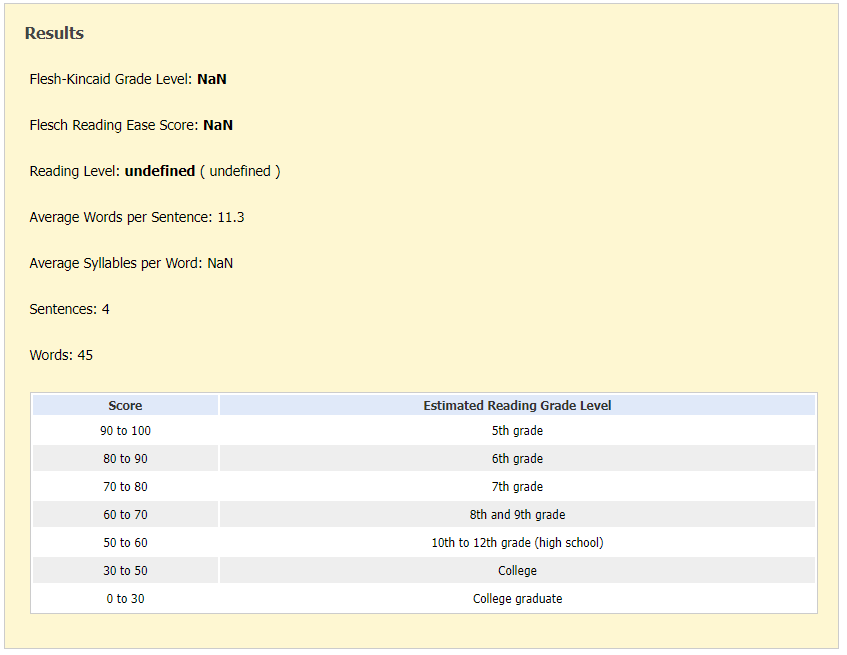 Results
Flesh-Kincaid Grade Level: NaN
Flesch Reading Ease Score: NaN
Reading Level: undefined ( undefined )
Average Words per Sentence: 11.3
Average Syllables per Word: NaN
Sentences: 4
Words: 45
Score Estimated Reading Grade Level
90 to 100 5th grade
80 to 90 6th grade
70 to 80 7th grade
60 to 70 8th and 9th grade
50 to 60 10th to 12th grade (high school)
30 to 50 College
0 to 30 College graduate